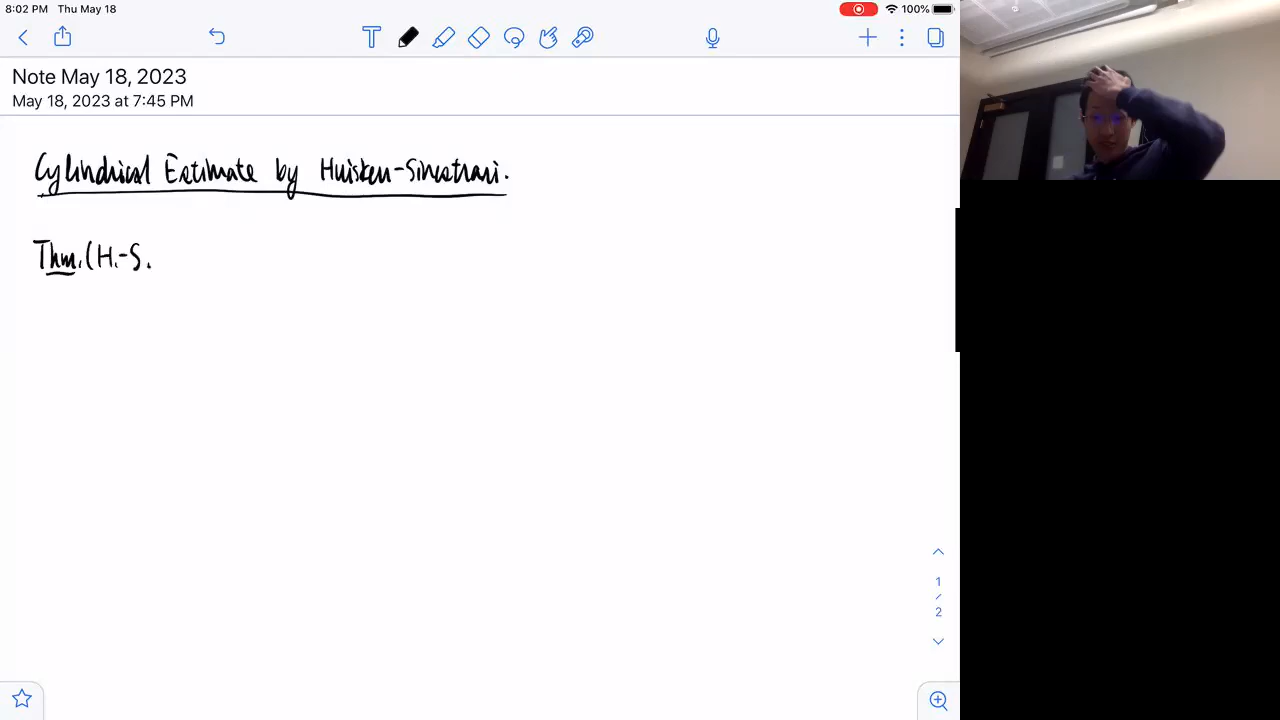 8:02 PM Thu May 18
100%
Note May 18, 2023
May 18, 2023 at 7:45 PM
Cylindrical Estimate by Huisken-Sinestrari.
Thm. (H.-S.
1
/
2